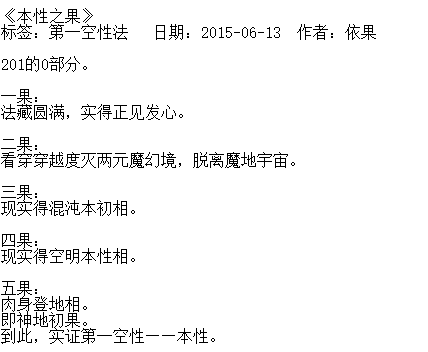 《本性之果》
标签：第一空性法　日期：2015-06-13　作者：依果
201的0部分。
一果：
法藏圆满，实得正见发心。
二果：
看穿穿越度灭两元魔幻境，脱离魔地宇宙。
三果：
现实得混沌本初相。
四果：
现实得空明本性相。
五果：
肉身登地相。
即神地初果。
到此，实证第一空性——本性。